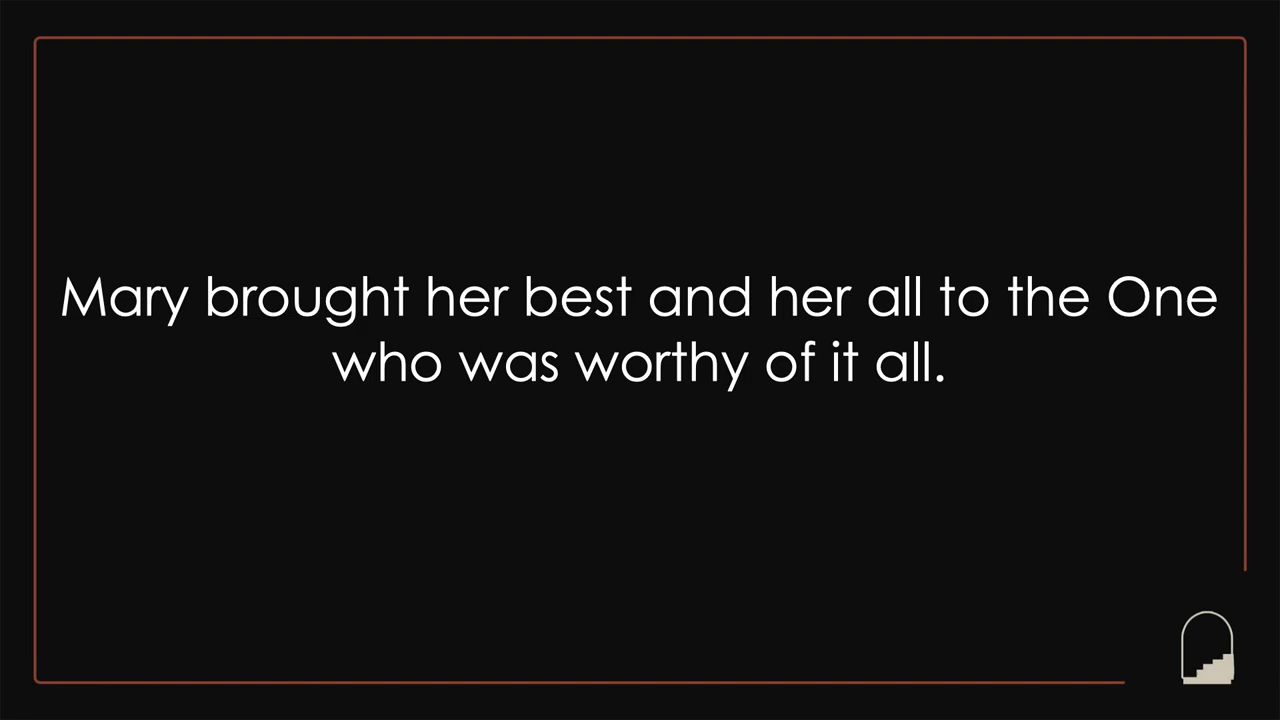 Mary brought her best and her all to the One
who was worthy of it all.